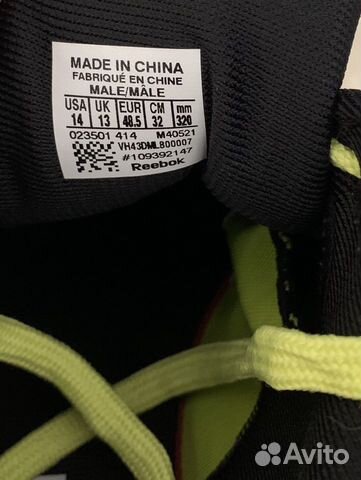 MADE IN CHINA
FABRIQUÉ EN CHINE
MALE/MÂLE
USA UK EUR CM mm
14 13 48.5 32 320
023501 414 M40521
VH43DMLB00007
#109392147
Reebok
Avito